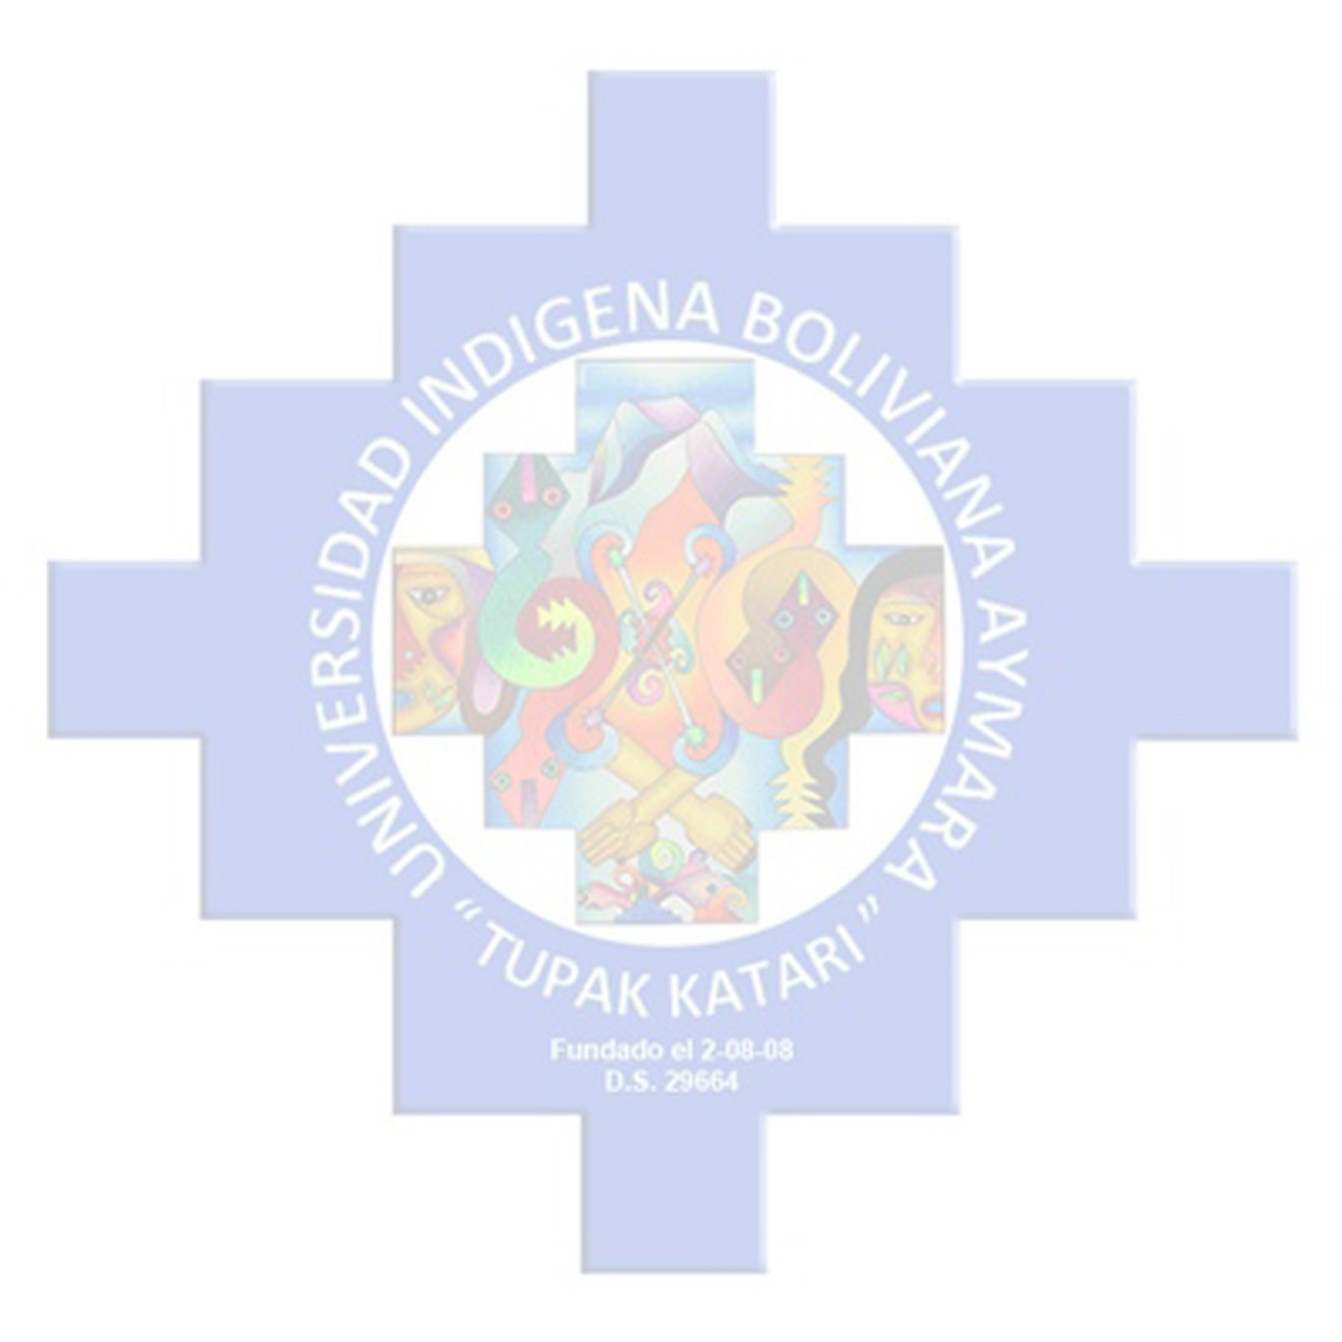 UNIVERSIDAD INDIGENA BOLIVIANA AYMARA
“TUPAK KATARI”
Fundado el 2-08-08
D.S. 29664